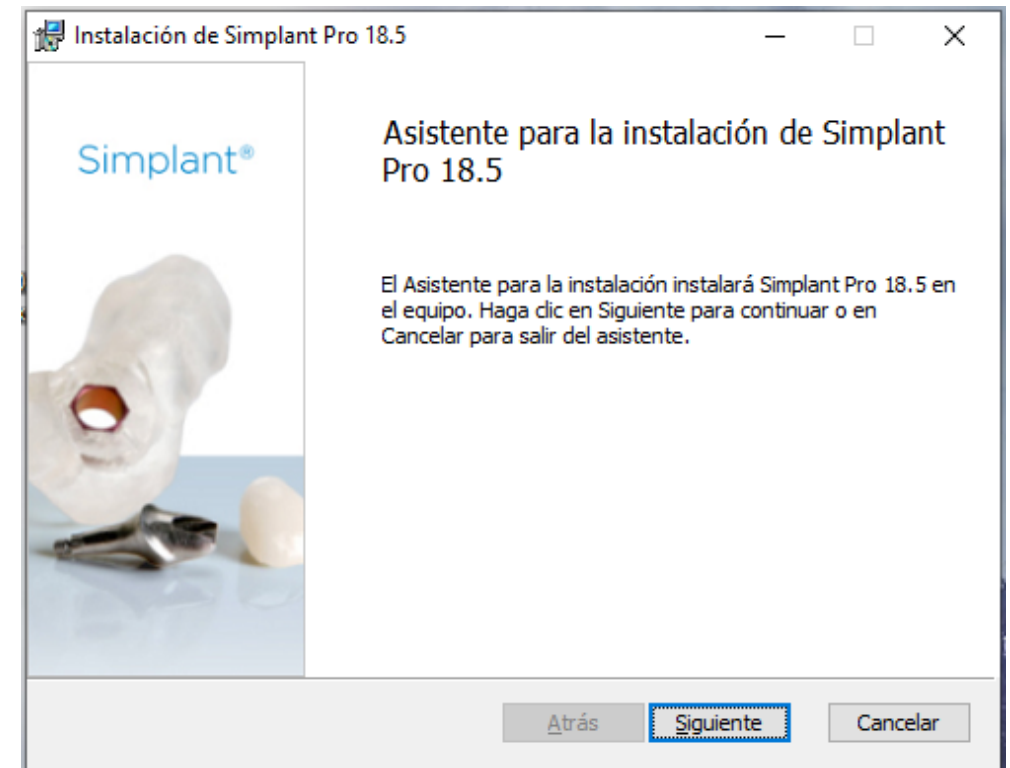 Instalación de Simplant Pro 18.5
Simplant®
Asistente para la instalación de Simplant
Pro 18.5
El Asistente para la instalación instalará Simplant Pro 18.5 en
el equipo. Haga clic en Siguiente para continuar o en
Cancelar para salir del asistente.
Atrás
Siguiente
Cancelar